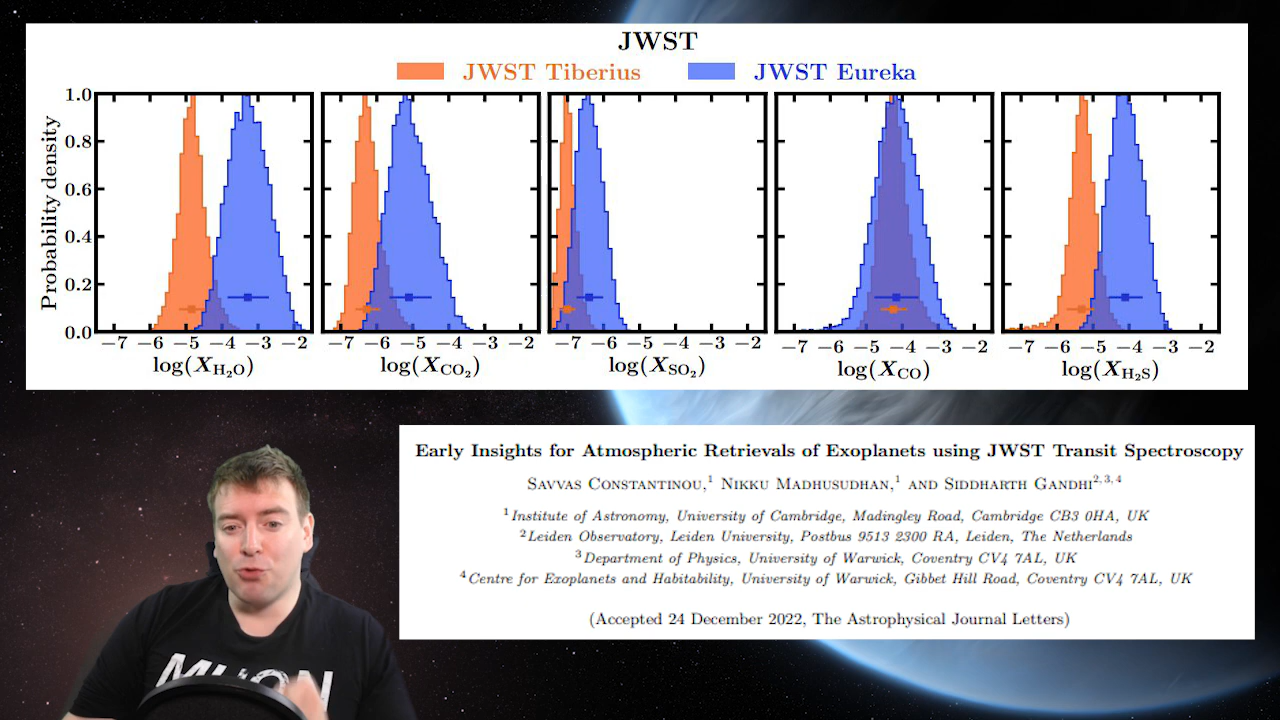 JWST
JWST Tiberius JWST Eureka
Probability density
1.0
0.8
0.6
0.4
0.2
0.0
−7 −6 −5 −4 −3 −2 −7 −6 −5 −4 −3 −2 −7 −6 −5 −4 −3 −2 −7 −6 −5 −4 −3 −2 −7 −6 −5 −4 −3 −2
log(X_H₂O) log(X_CO₂) log(X_SO₂) log(X_CO) log(X_H₂S)
Early Insights for Atmospheric Retrievals of Exoplanets using JWST Transit Spectroscopy
Savvas Constantinou,¹ Nikku Madhusudhan,¹ and Siddharth Gandhi²,³,⁴
¹Institute of Astronomy, University of Cambridge, Madingley Road, Cambridge CB3 0HA, UK
²Leiden Observatory, Leiden University, Postbus 9513 2300 RA, Leiden, The Netherlands
³Department of Physics, University of Warwick, Coventry CV4 7AL, UK
⁴Centre for Exoplanets and Habitability, University of Warwick, Gibbet Hill Road, Coventry CV4 7AL, UK
(Accepted 24 December 2022, The Astrophysical Journal Letters)